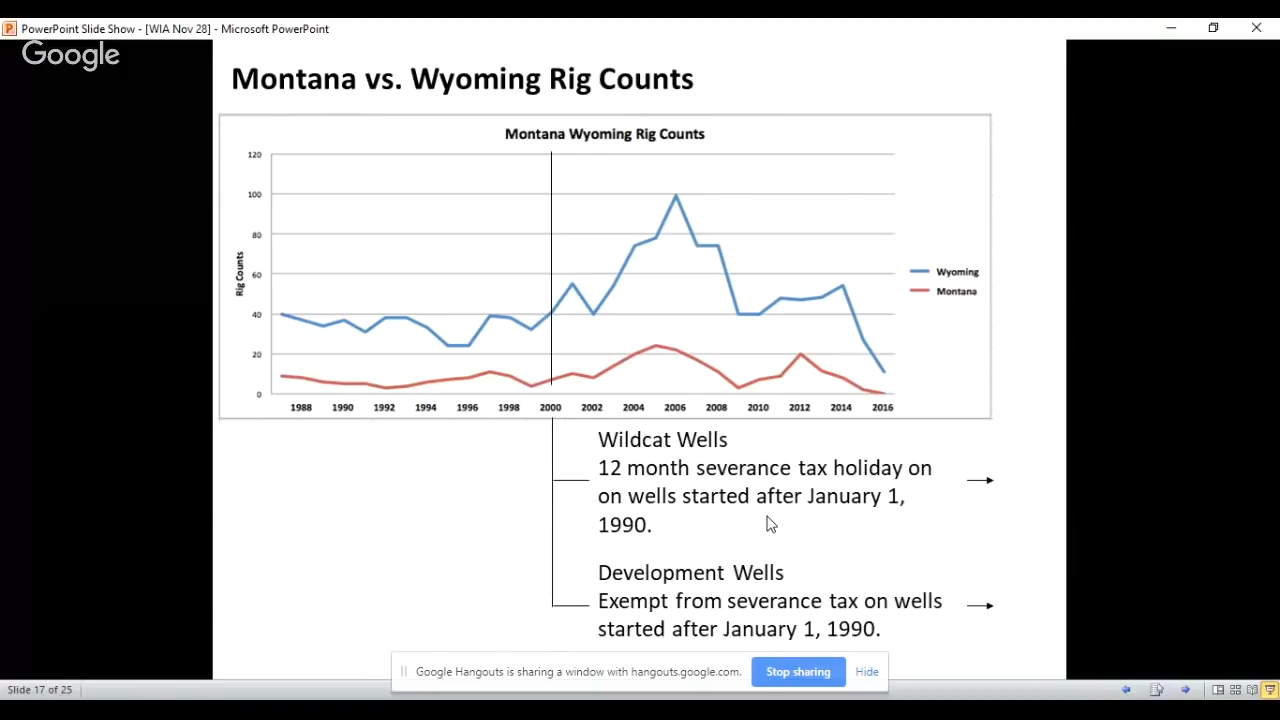 PowerPoint Slide Show - [WIA Nov 28] - Microsoft PowerPoint
Google
Montana vs. Wyoming Rig Counts
Montana Wyoming Rig Counts
120
100
80
60
40
20
0
Rig Counts
1988 1990 1992 1994 1996 1998 2000 2002 2004 2006 2008 2010 2012 2014 2016
Wyoming
Montana
Wildcat Wells
12 month severance tax holiday on
on wells started after January 1,
1990.
Development Wells
Exempt from severance tax on wells
started after January 1, 1990.
Google Hangouts is sharing a window with hangouts.google.com. Stop sharing Hide
Slide 17 of 25